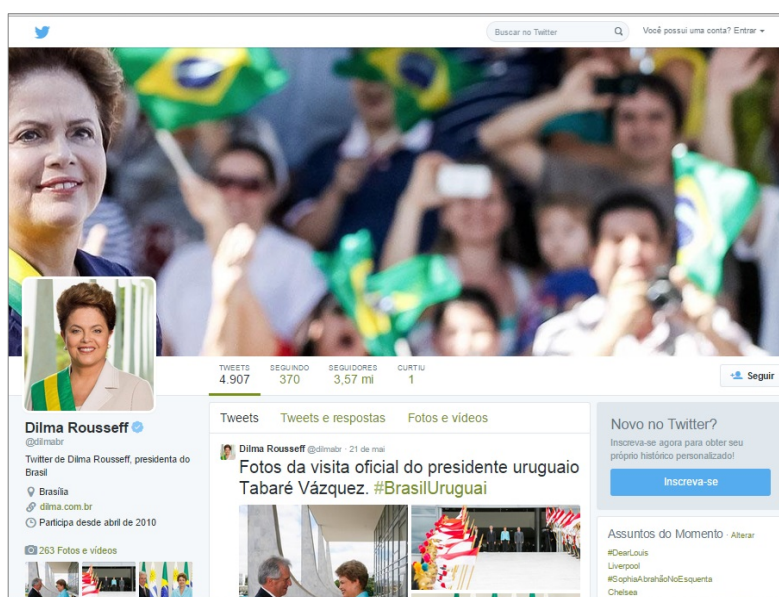 Buscar no Twitter
Você possui uma conta? Entrar
TWEETS SEGUINDO SEGUIDORES CURTIU
4.907 370 3,57 mi 1
Seguir
Dilma Rousseff
@dilmabr
Twitter de Dilma Rousseff, presidenta do
Brasil
Brasília
dilma.com.br
Participa desde abril de 2010
263 Fotos e vídeos
Tweets Tweets e respostas Fotos e vídeos
Dilma Rousseff @dilmabr · 21 de mai
Fotos da visita oficial do presidente uruguaio
Tabaré Vázquez. #BrasilUruguai
Novo no Twitter?
Inscreva-se agora para obter seu
próprio histórico personalizado!
Inscreva-se
Assuntos do Momento · Alterar
#DearLouis
Liverpool
#SophiaAbrahãoNoEsquenta
Chelsea